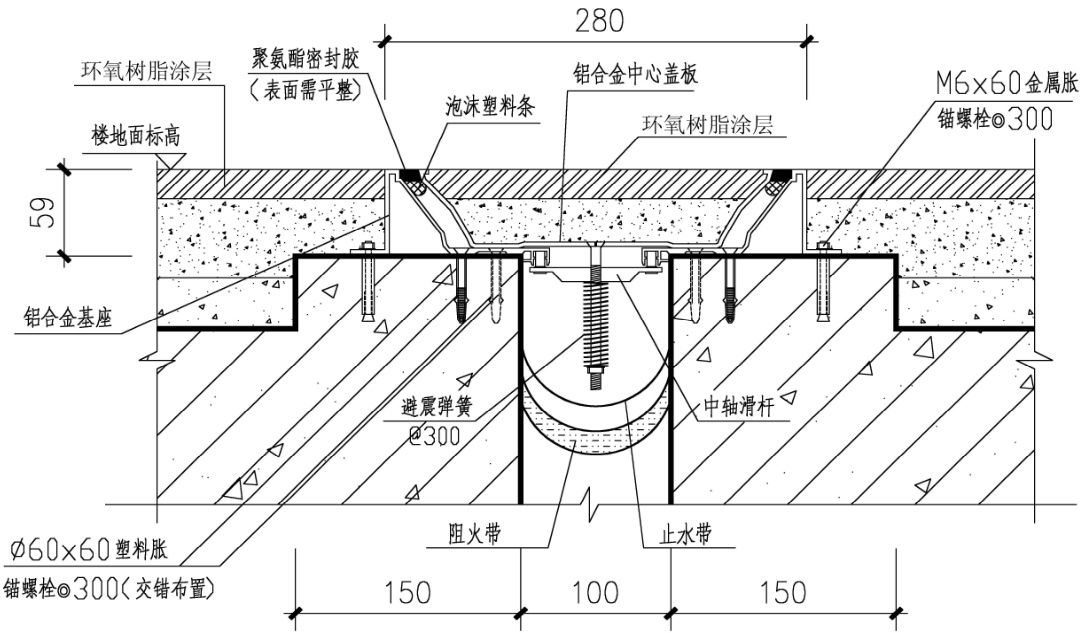 280
聚氨酯密封胶
(表面需平整)
环氧树脂涂层
铝合金中心盖板
M6x60金属胀
锚螺栓@300
泡沫塑料条
环氧树脂涂层
楼地面标高
59
铝合金基座
避震弹簧
@300
中轴滑杆
阻火带
止水带
Ø60x60塑料胀
锚螺栓@300(交错布置)
150
100
150